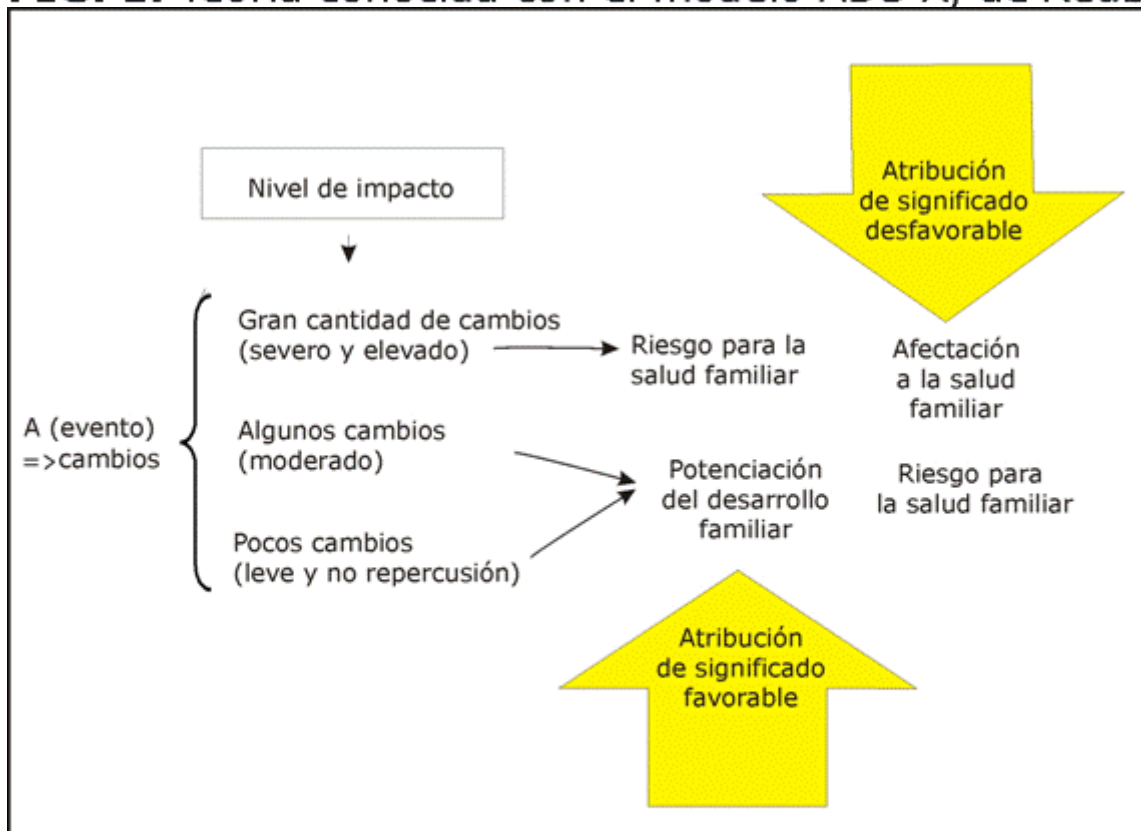 Nivel de impacto
Atribución
de significado
desfavorable
Gran cantidad de cambios
(severo y elevado)
Riesgo para la
salud familiar
Afectación
a la salud
familiar
A (evento)
=>cambios
Algunos cambios
(moderado)
Potenciación
del desarrollo
familiar
Riesgo para
la salud familiar
Pocos cambios
(leve y no repercusión)
Atribución
de significado
favorable